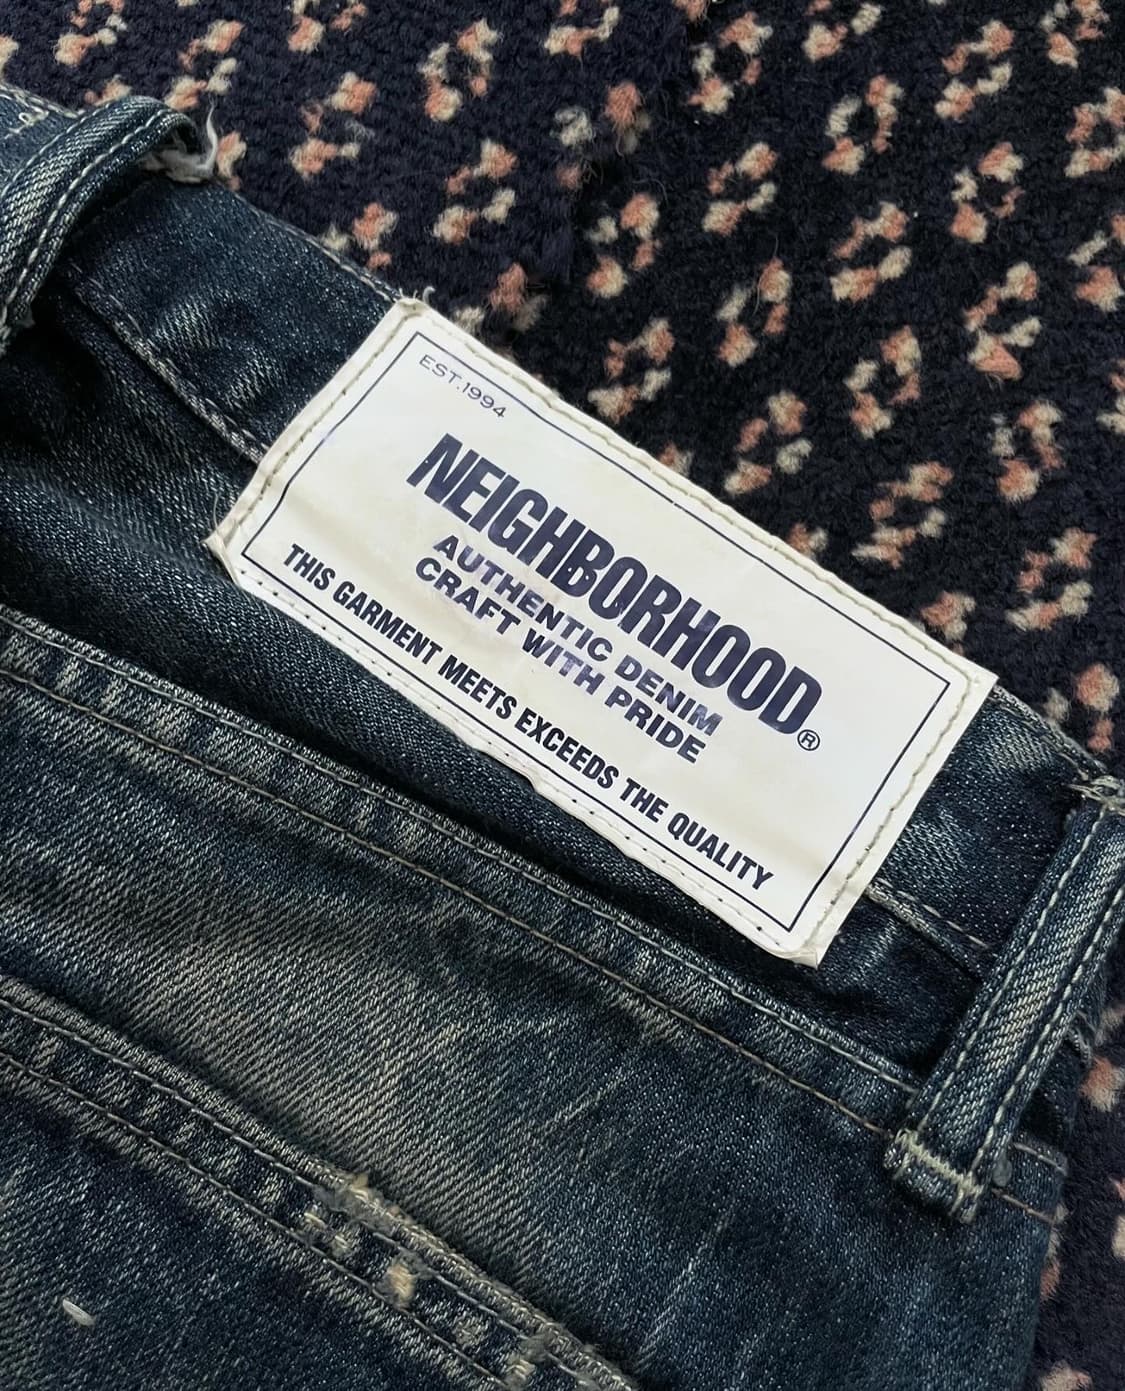 EST.1994
NEIGHBORHOOD®
AUTHENTIC DENIM
CRAFT WITH PRIDE
THIS GARMENT MEETS EXCEEDS THE QUALITY